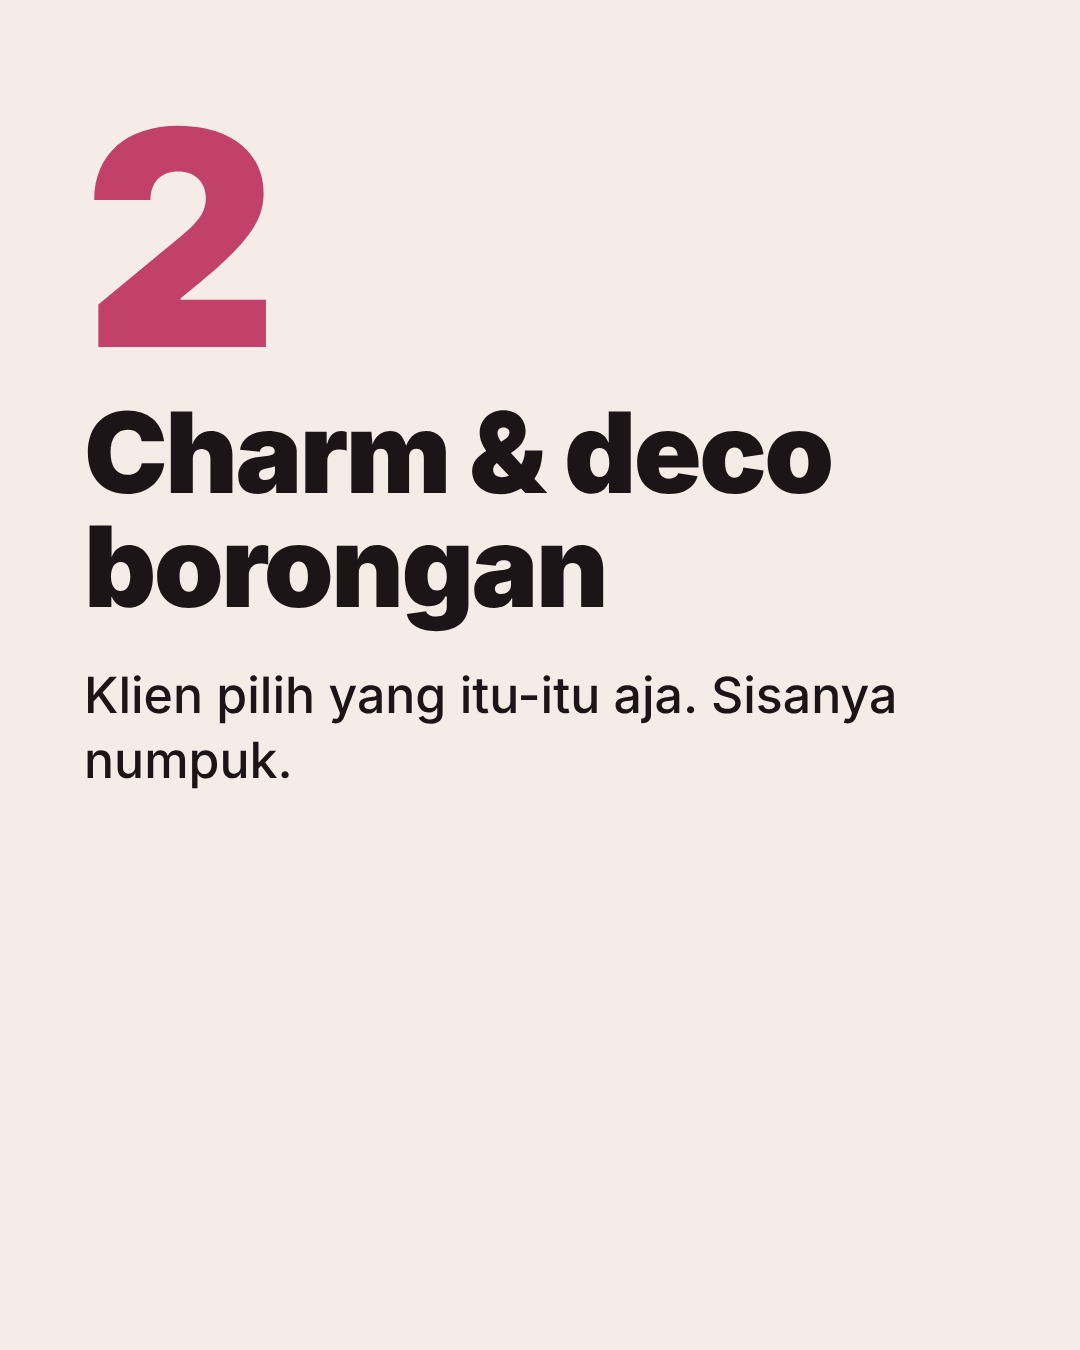 2
Charm & deco
borongan
Klien pilih yang itu-itu aja. Sisanya
numpuk.